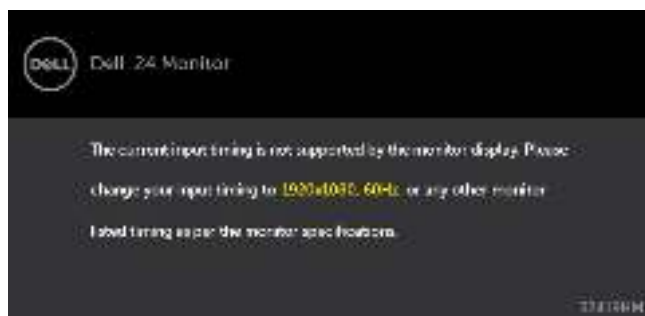 DELL
Dell 24 Monitor
The current input timing is not supported by the monitor display. Please
change your input timing to 1920x1080, 60Hz or any other monitor
listed timing as per the monitor specifications.